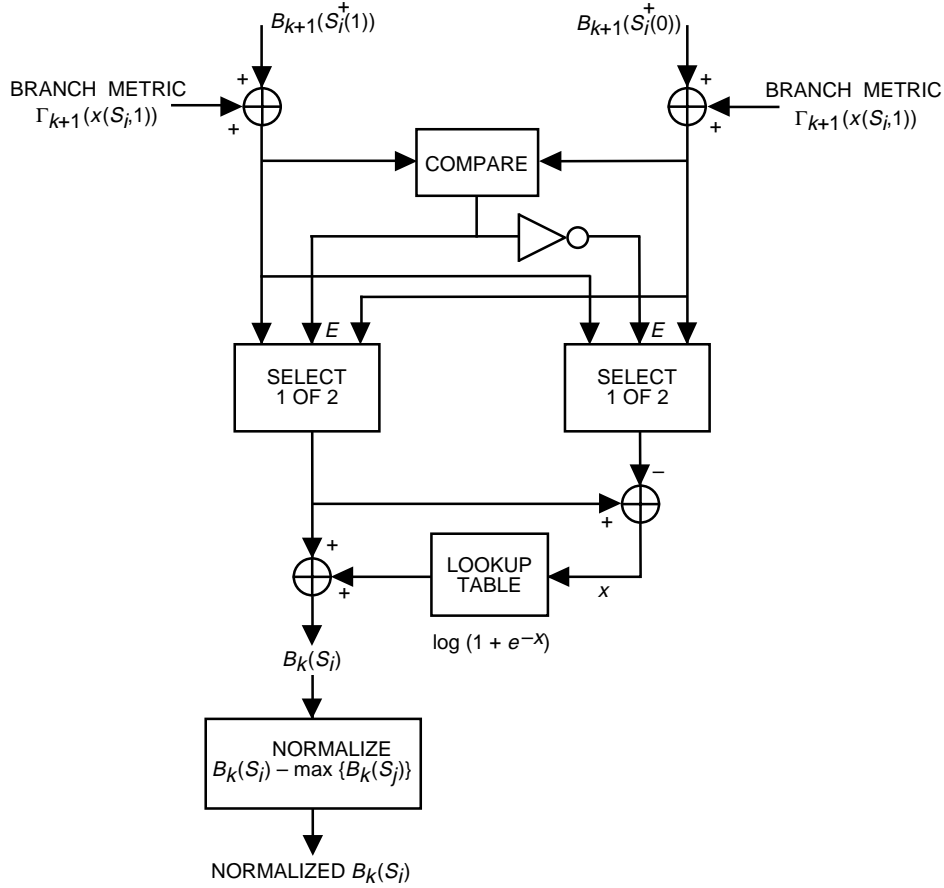 B_{k+1}(S_i^+(1))
B_{k+1}(S_i^+(0))
+
+
BRANCH METRIC
Γ_{k+1}(x(S_i,1))
+
BRANCH METRIC
Γ_{k+1}(x(S_i,1))
+
COMPARE
E
E
SELECT
1 OF 2
SELECT
1 OF 2
–
+
+
LOOKUP
TABLE
x
+
log (1 + e^{–x})
B_k(S_i)
NORMALIZE
B_k(S_i) – max {B_k(S_j)}
NORMALIZED B_k(S_i)